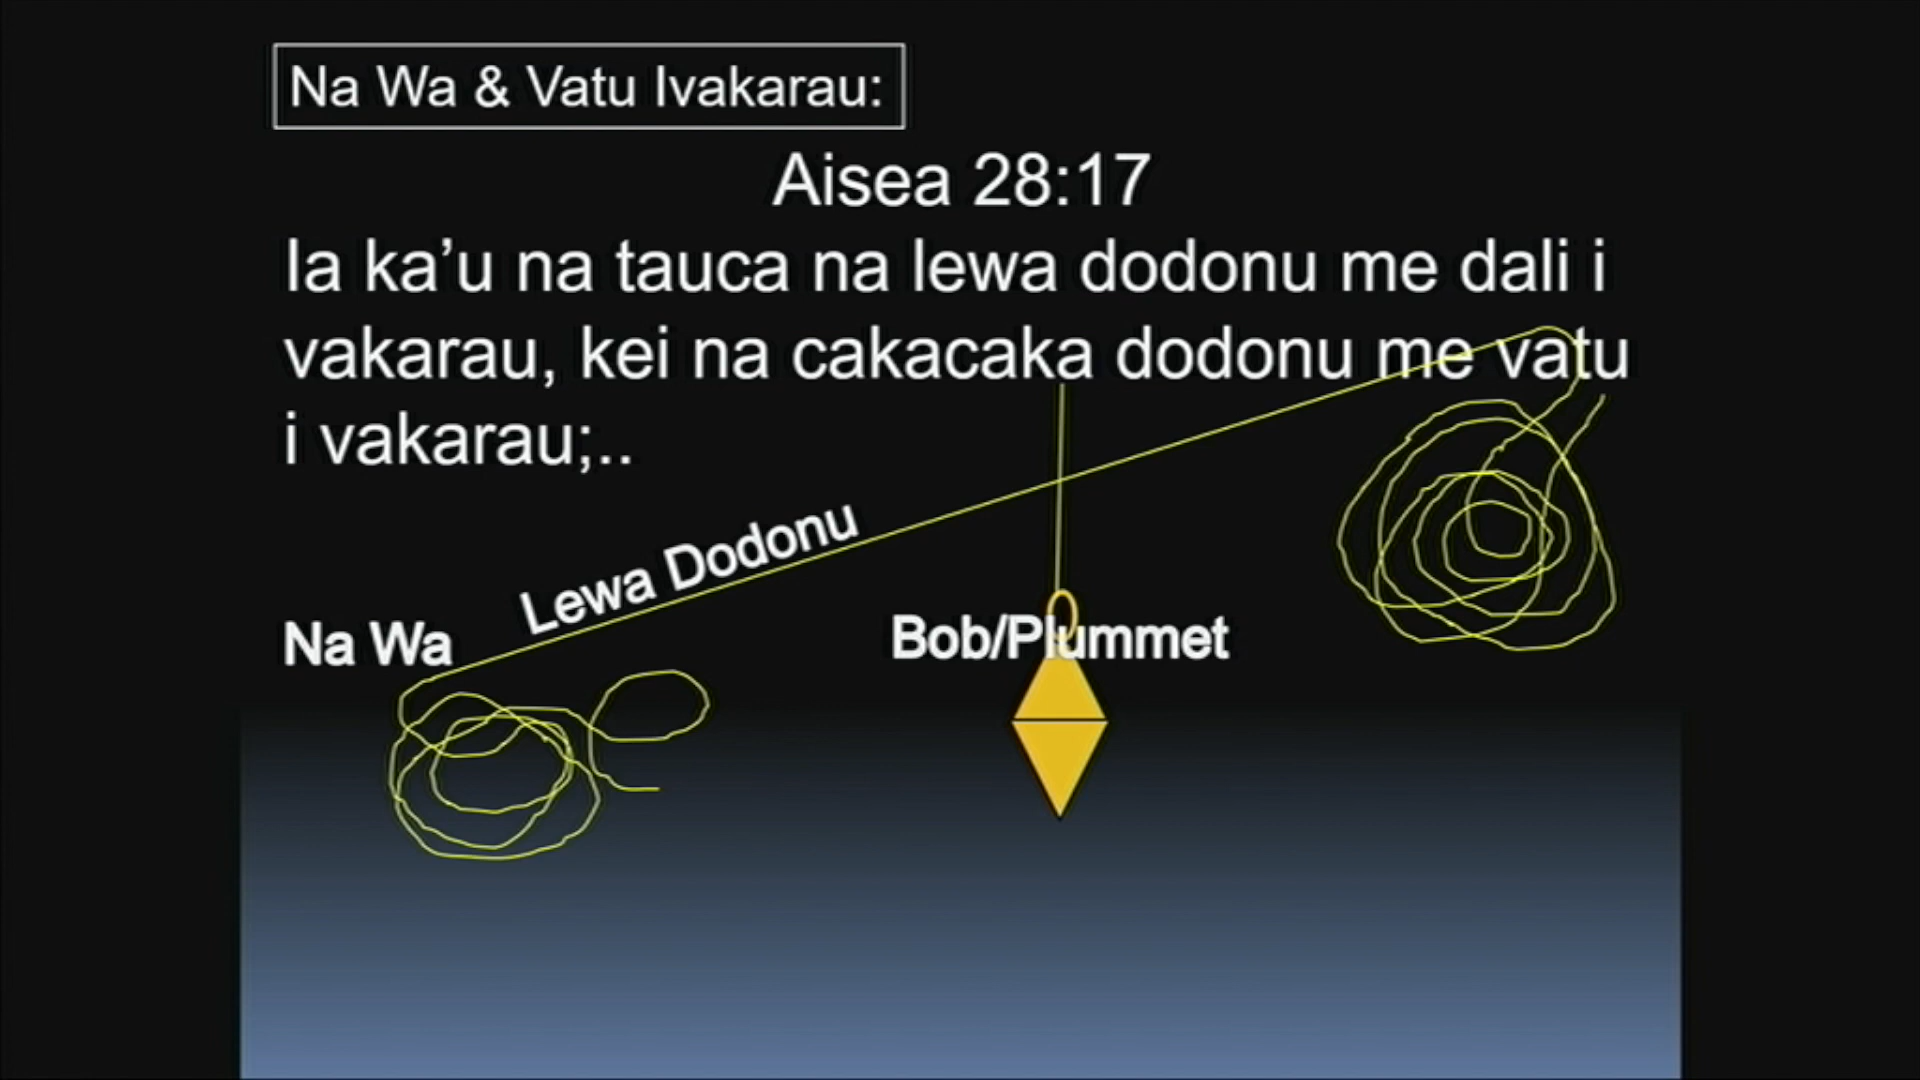 Na Wa & Vatu Ivakarau:
Aisea 28:17
Ia ka’u na tauca na lewa dodonu me dali i
vakarau, kei na cakacaka dodonu me vatu
i vakarau;..
Lewa Dodonu
Na Wa
Bob/Plummet